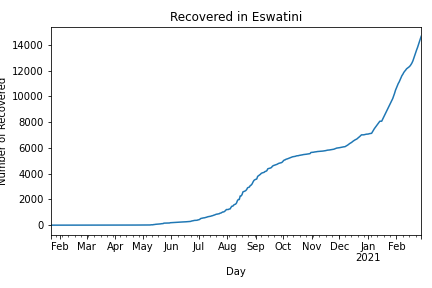 Recovered in Eswatini
14000
12000
10000
8000
6000
4000
2000
0
Number of Recovered
Feb Mar Apr May Jun Jul Aug Sep Oct Nov Dec Jan Feb
2021
Day